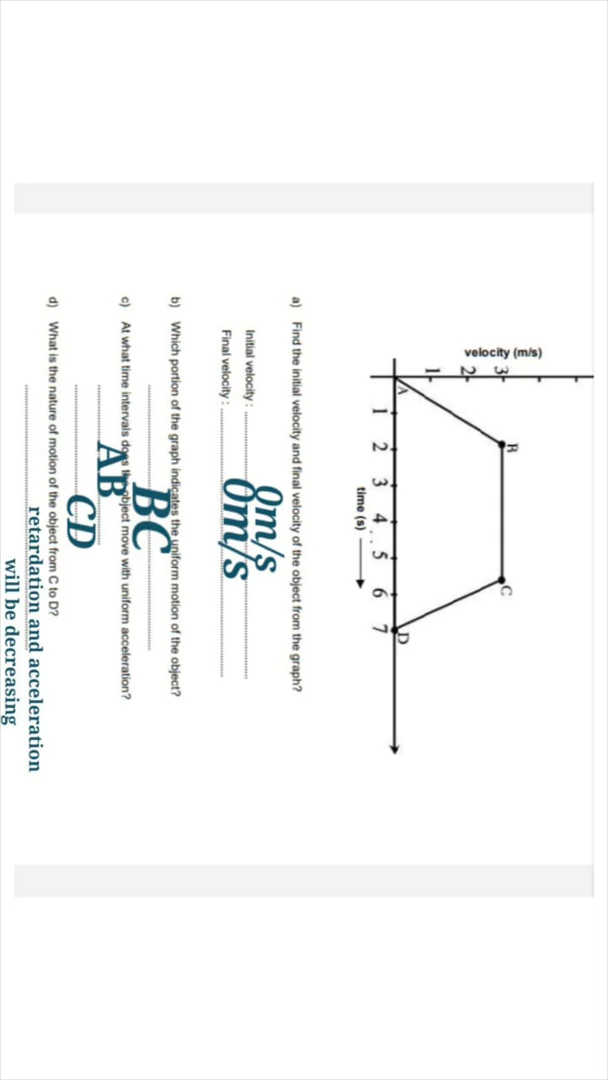 velocity (m/s)
3
2
1
B
C
A
D
1 2 3 4 5 6 7
time (s)
a) Find the initial velocity and final velocity of the object from the graph?
Initial velocity : 0m/s
Final velocity : 0m/s
b) Which portion of the graph indicates the uniform motion of the object?
BC
c) At what time intervals does the object move with uniform acceleration?
AB
CD
d) What is the nature of motion of the object from C to D?
retardation and acceleration
will be decreasing